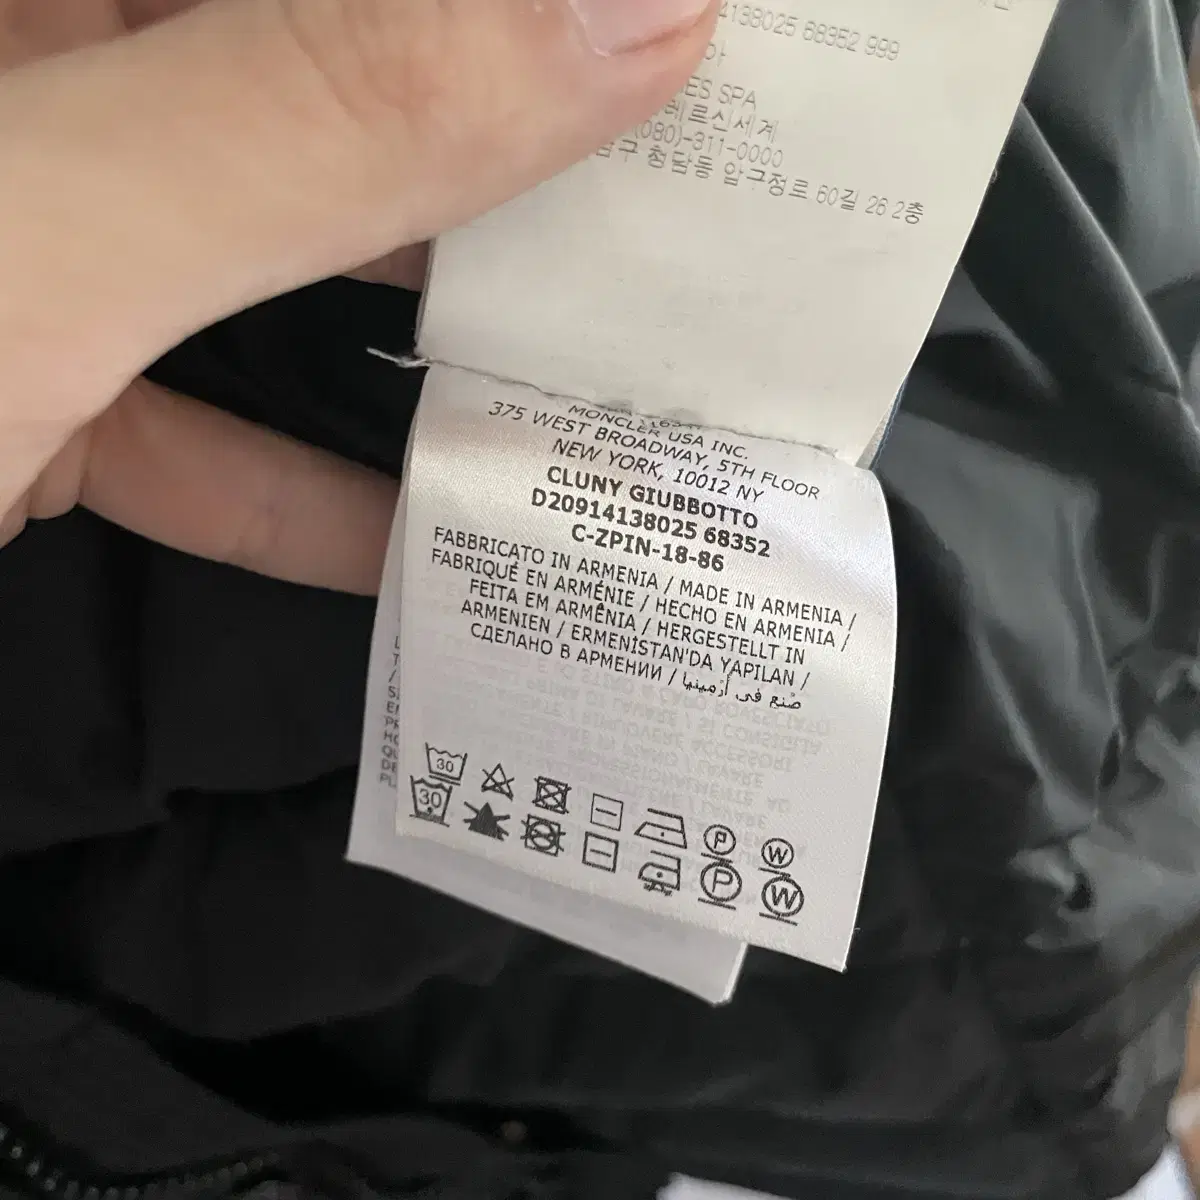 4138025 68352 999
아
ES SPA
레르신세계
(080)-311-0000
구 청담동 압구정로 60길 26 2층
MONCLER USA INC.
375 WEST BROADWAY, 5TH FLOOR
NEW YORK, 10012 NY
CLUNY GIUBBOTTO
D20914138025 68352
C-ZPIN-18-86
FABBRICATO IN ARMENIA / MADE IN ARMENIA /
FABRIQUÉ EN ARMÉNIE / HECHO EN ARMENIA /
FEITA EM ARMÊNIA / HERGESTELLT IN
ARMENIEN / ERMENİSTAN'DA YAPILAN /
СДЕЛАНО В АРМЕНИИ / صنع في أرمينيا
30
P
W
30
P
W